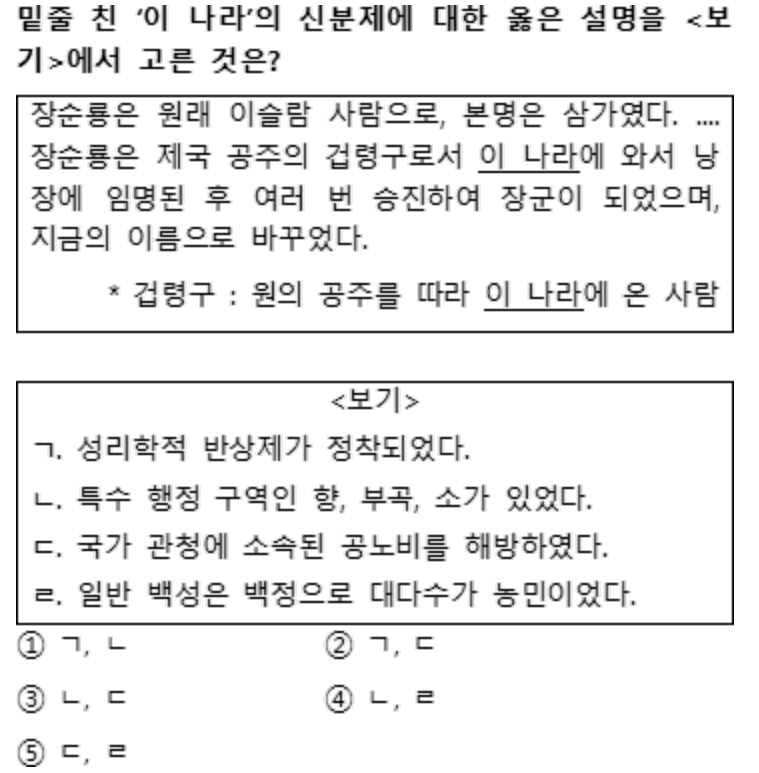 밑줄 친 ‘이 나라’의 신분제에 대한 옳은 설명을 <보
기>에서 고른 것은?
장순룡은 원래 이슬람 사람으로, 본명은 삼가였다. ....
장순룡은 제국 공주의 겁령구로서 이 나라에 와서 낭
장에 임명된 후 여러 번 승진하여 장군이 되었으며,
지금의 이름으로 바꾸었다.
* 겁령구 : 원의 공주를 따라 이 나라에 온 사람
<보기>
ㄱ. 성리학적 반상제가 정착되었다.
ㄴ. 특수 행정 구역인 향, 부곡, 소가 있었다.
ㄷ. 국가 관청에 소속된 공노비를 해방하였다.
ㄹ. 일반 백성은 백정으로 대다수가 농민이었다.
① ㄱ, ㄴ ② ㄱ, ㄷ
③ ㄴ, ㄷ ④ ㄴ, ㄹ
⑤ ㄷ, ㄹ